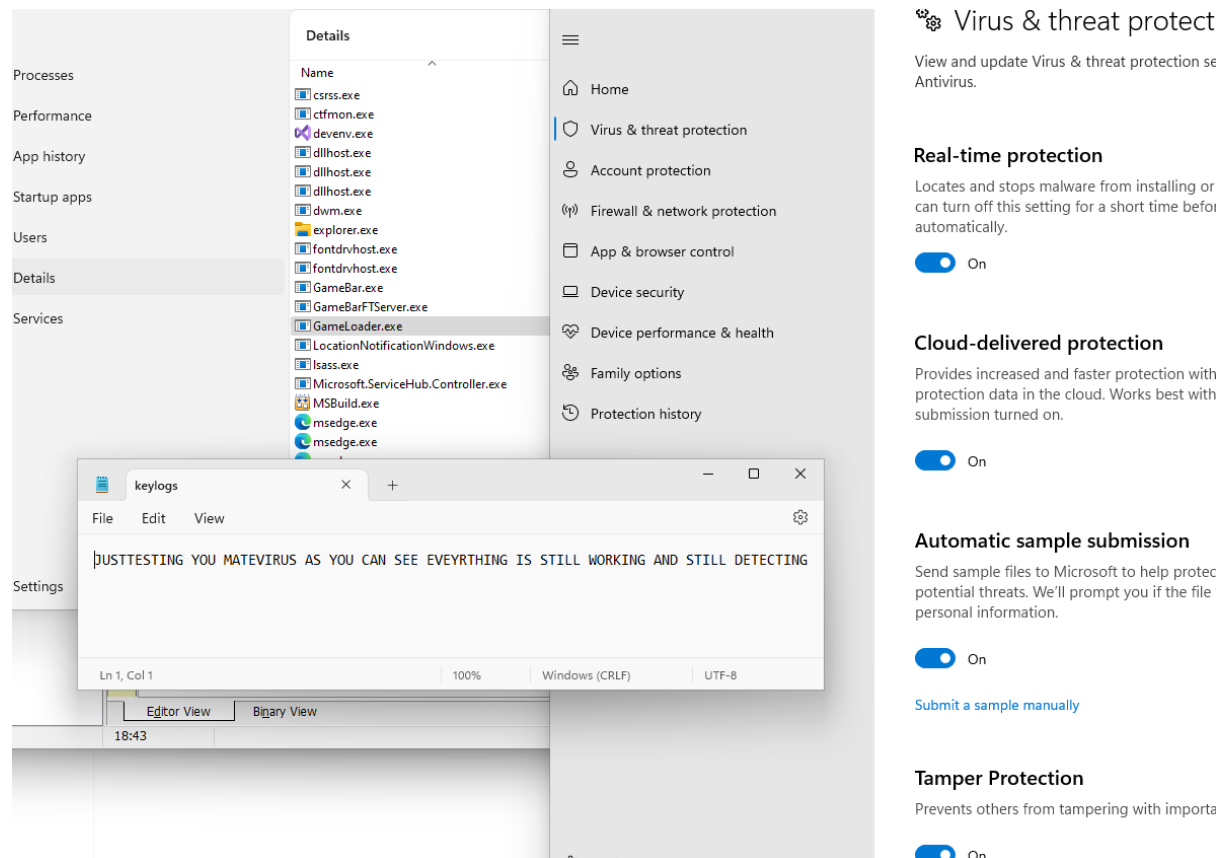 Processes
Performance
App history
Startup apps
Users
Details
Services
Settings
Details
Name
csrss.exe
ctfmon.exe
devenv.exe
dllhost.exe
dllhost.exe
dllhost.exe
dwm.exe
explorer.exe
fontdrvhost.exe
fontdrvhost.exe
GameBar.exe
GameBarFTServer.exe
GameLoader.exe
LocationNotificationWindows.exe
lsass.exe
Microsoft.ServiceHub.Controller.exe
MSBuild.exe
msedge.exe
msedge.exe
keylogs
File Edit View
JUSTTESTING YOU MATEVIRUS AS YOU CAN SEE EVEYRTHING IS STILL WORKING AND STILL DETECTING
Ln 1, Col 1 100% Windows (CRLF) UTF-8
Editor View Binary View
18:43
Home
Virus & threat protection
Account protection
Firewall & network protection
App & browser control
Device security
Device performance & health
Family options
Protection history
Virus & threat protect
View and update Virus & threat protection se
Antivirus.
Real-time protection
Locates and stops malware from installing or
can turn off this setting for a short time befor
automatically.
On
Cloud-delivered protection
Provides increased and faster protection with
protection data in the cloud. Works best with
submission turned on.
On
Automatic sample submission
Send sample files to Microsoft to help protec
potential threats. We'll prompt you if the file
personal information.
On
Submit a sample manually
Tamper Protection
Prevents others from tampering with importa
On